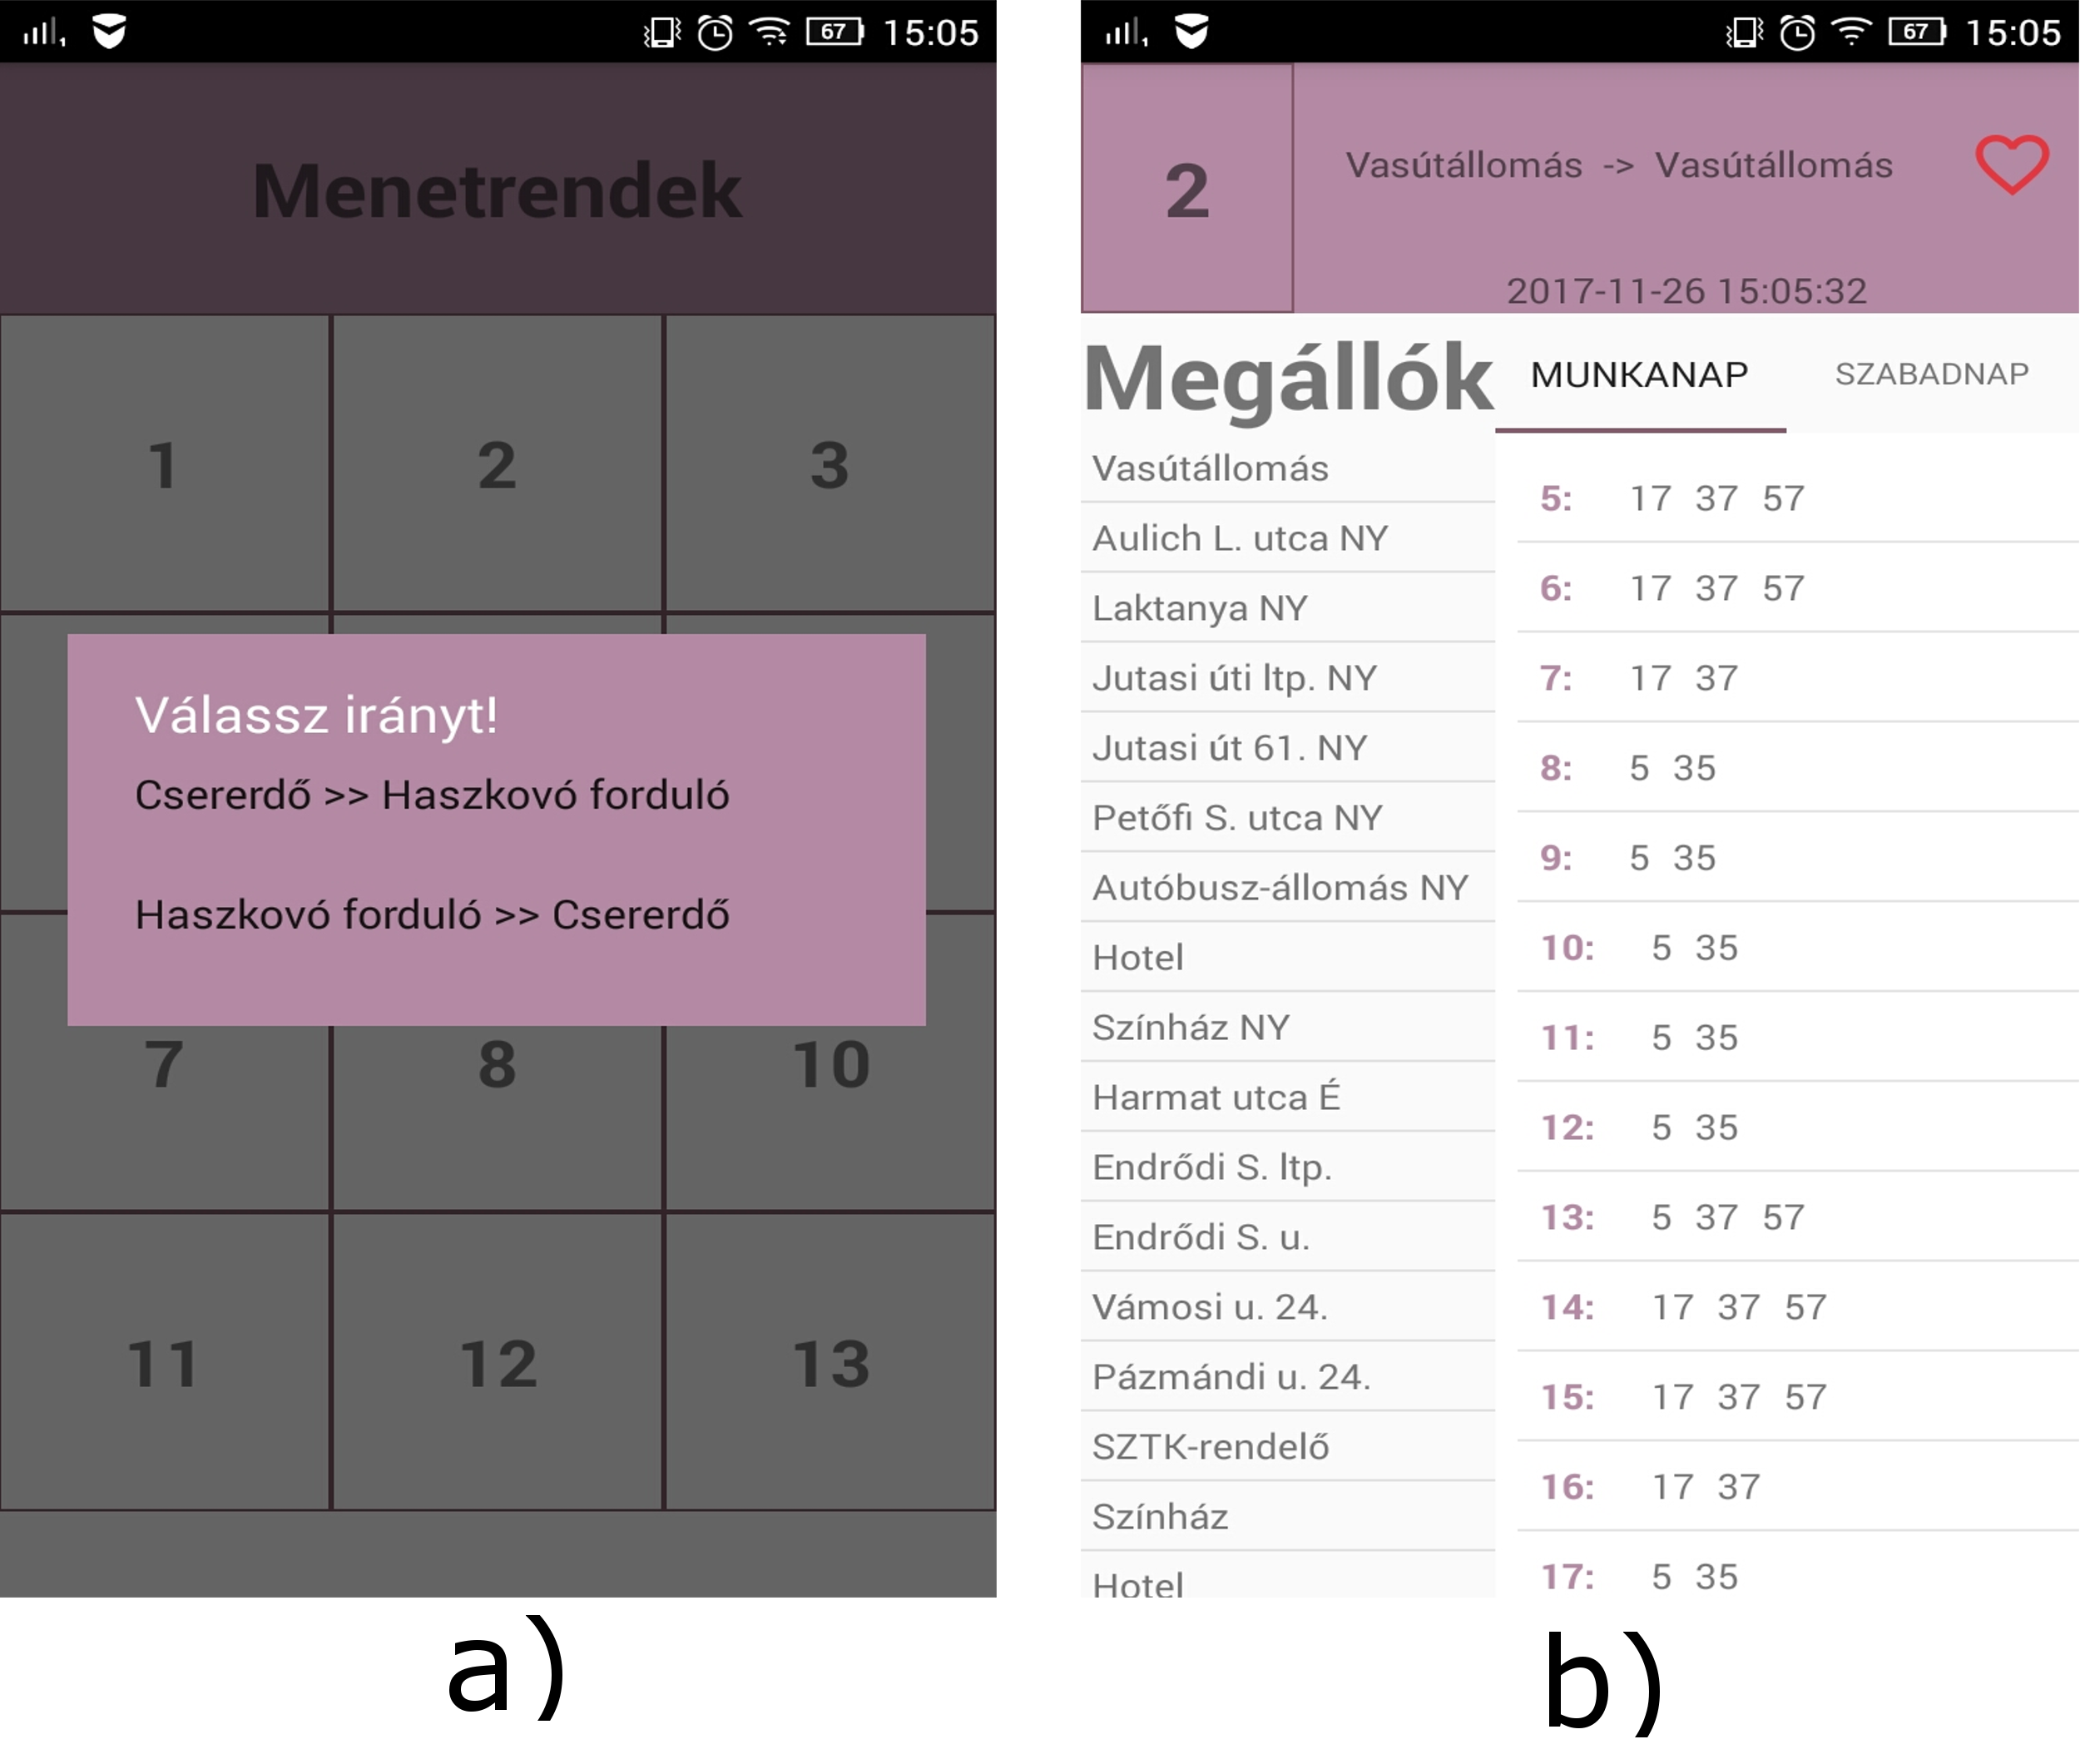 67 15:05
Menetrendek
1 2 3
Válassz irányt!
Csererdő >> Haszkovó forduló
Haszkovó forduló >> Csererdő
7 8 10
11 12 13
a)
67 15:05
2
Vasútállomás -> Vasútállomás
2017-11-26 15:05:32
Megállók
Vasútállomás
Aulich L. utca NY
Laktanya NY
Jutasi úti ltp. NY
Jutasi út 61. NY
Petőfi S. utca NY
Autóbusz-állomás NY
Hotel
Színház NY
Harmat utca É
Endrődi S. ltp.
Endrődi S. u.
Vámosi u. 24.
Pázmándi u. 24.
SZTK-rendelő
Színház
Hotel
MUNKANAP SZABADNAP
5: 17 37 57
6: 17 37 57
7: 17 37
8: 5 35
9: 5 35
10: 5 35
11: 5 35
12: 5 35
13: 5 37 57
14: 17 37 57
15: 17 37 57
16: 17 37
17: 5 35
b)